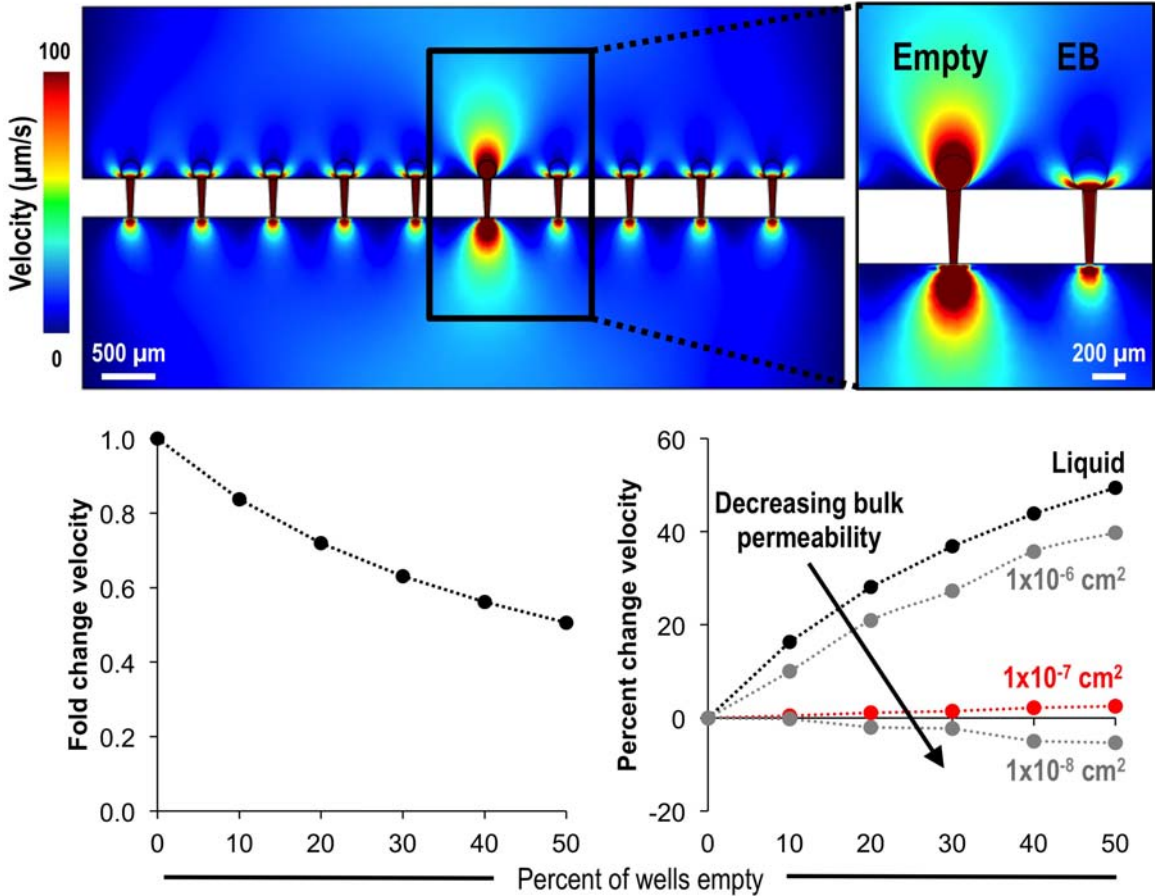 100
Velocity (µm/s)
0
500 µm
Empty
EB
200 µm
Fold change velocity
1.0
0.8
0.6
0.4
0.2
0.0
0 10 20 30 40 50
Percent change velocity
60
40
20
0
-20
Liquid
Decreasing bulk
permeability
1x10⁻⁶ cm²
1x10⁻⁷ cm²
1x10⁻⁸ cm²
0 10 20 30 40 50
Percent of wells empty